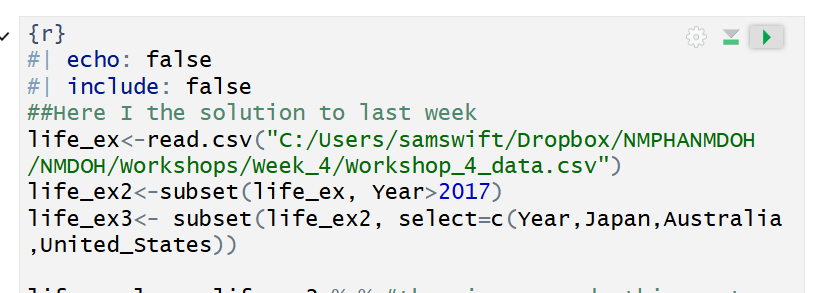 {r}
#| echo: false
#| include: false
##Here I the solution to last week
life_ex<-read.csv("C:/Users/samswift/Dropbox/NMPHANMDOH
/NMDOH/Workshops/Week_4/Workshop_4_data.csv")
life_ex2<-subset(life_ex, Year>2017)
life_ex3<- subset(life_ex2, select=c(Year,Japan,Australia
,United_States))